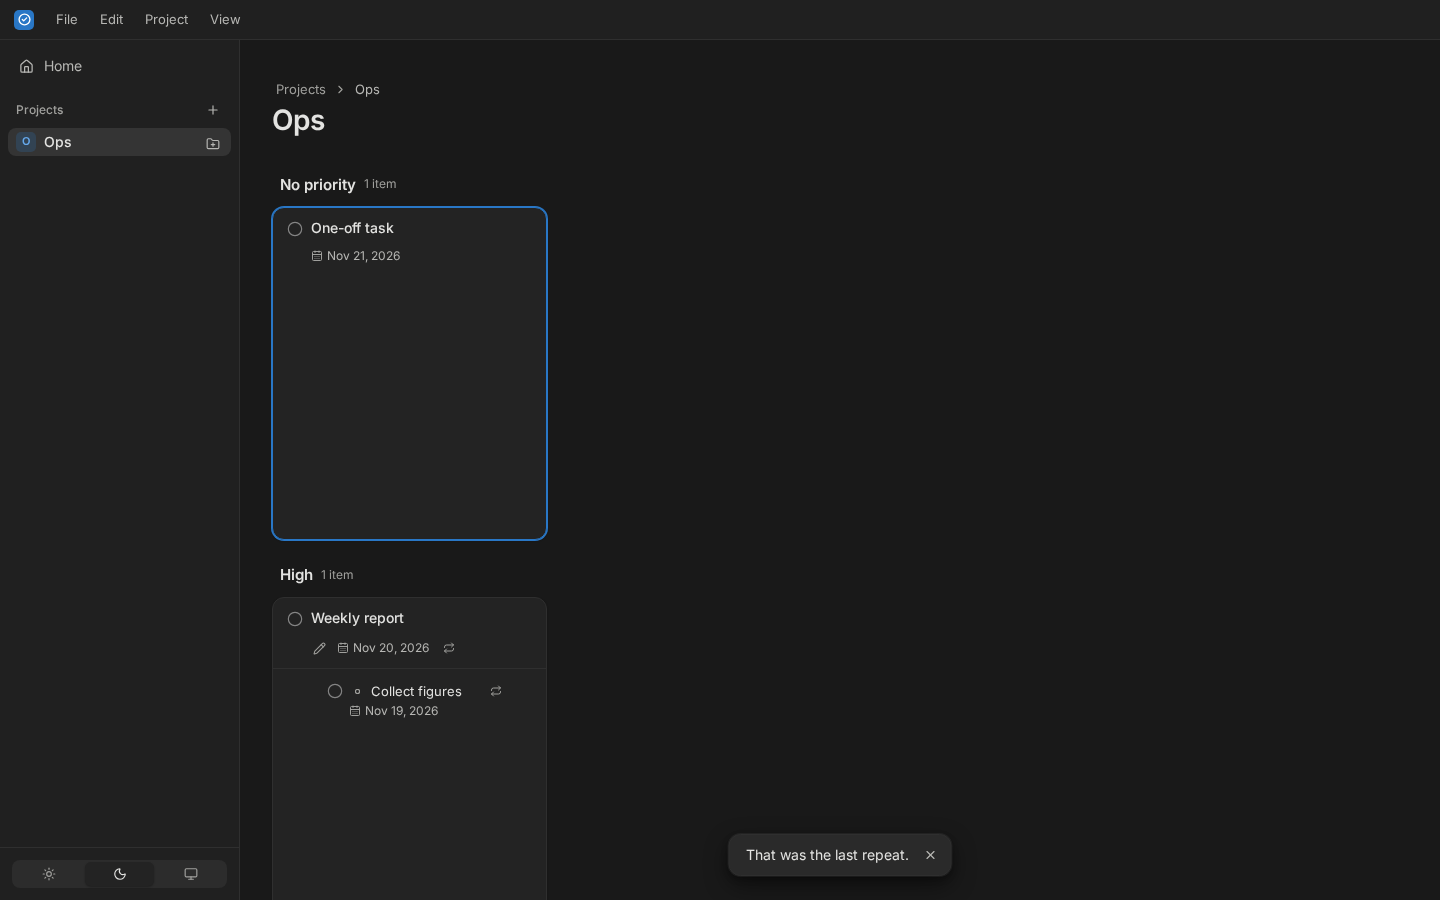 File Edit Project View
Home
Projects
O Ops
Projects > Ops
Ops
No priority 1 item
One-off task
Nov 21, 2026
High 1 item
Weekly report
Nov 20, 2026
Collect figures
Nov 19, 2026
That was the last repeat.